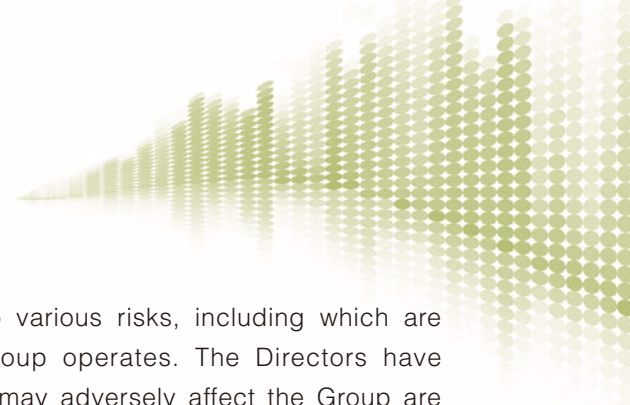 various risks, including which are
oup operates. The Directors have
may adversely affect the Group are